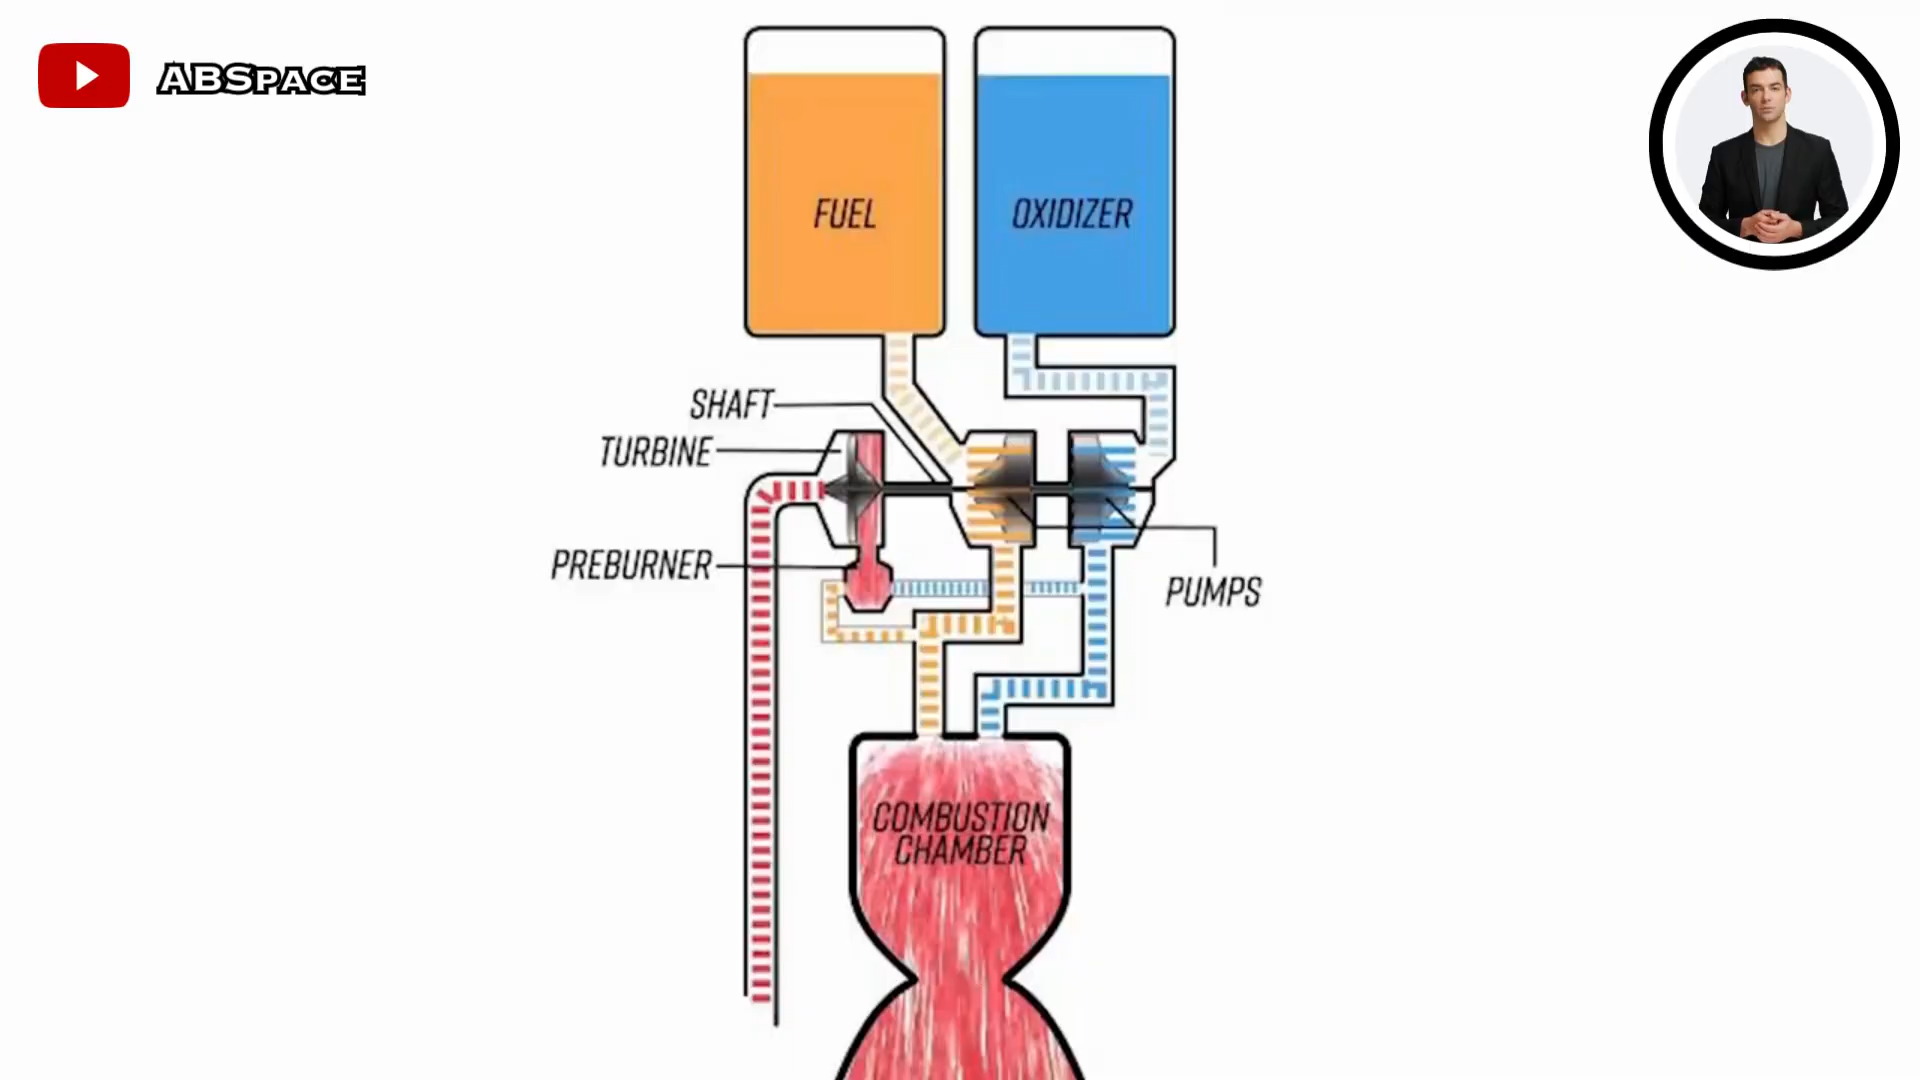 ABSPACE
FUEL
OXIDIZER
SHAFT
TURBINE
PREBURNER
PUMPS
COMBUSTION
CHAMBER